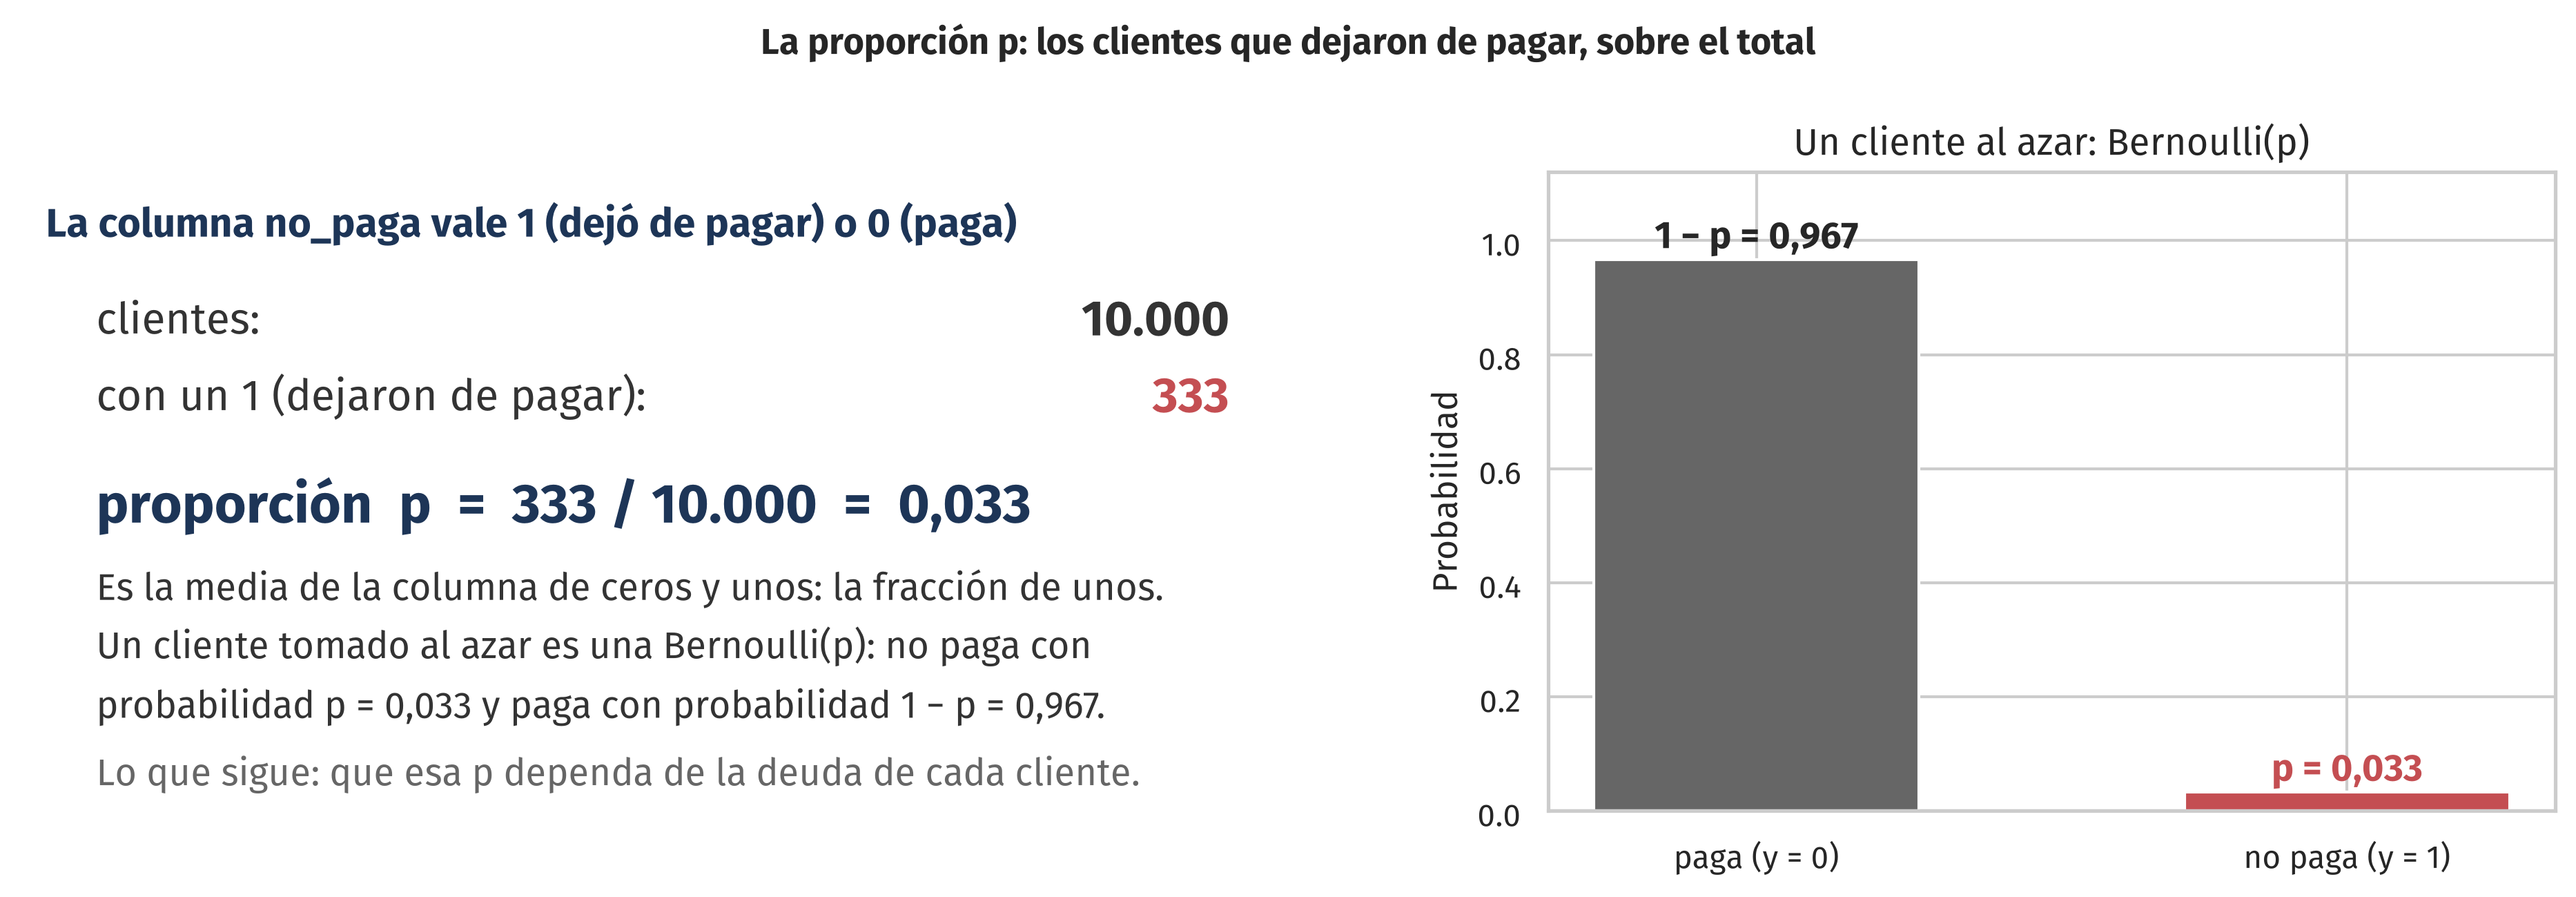 La proporción p: los clientes que dejaron de pagar, sobre el total
La columna no_paga vale 1 (dejó de pagar) o 0 (paga)
clientes: 10.000
con un 1 (dejaron de pagar): 333
proporción p = 333 / 10.000 = 0,033
Es la media de la columna de ceros y unos: la fracción de unos.
Un cliente tomado al azar es una Bernoulli(p): no paga con
probabilidad p = 0,033 y paga con probabilidad 1 − p = 0,967.
Lo que sigue: que esa p dependa de la deuda de cada cliente.
Un cliente al azar: Bernoulli(p)
Probabilidad
1.0
0.8
0.6
0.4
0.2
0.0
1 − p = 0,967
p = 0,033
paga (y = 0)
no paga (y = 1)